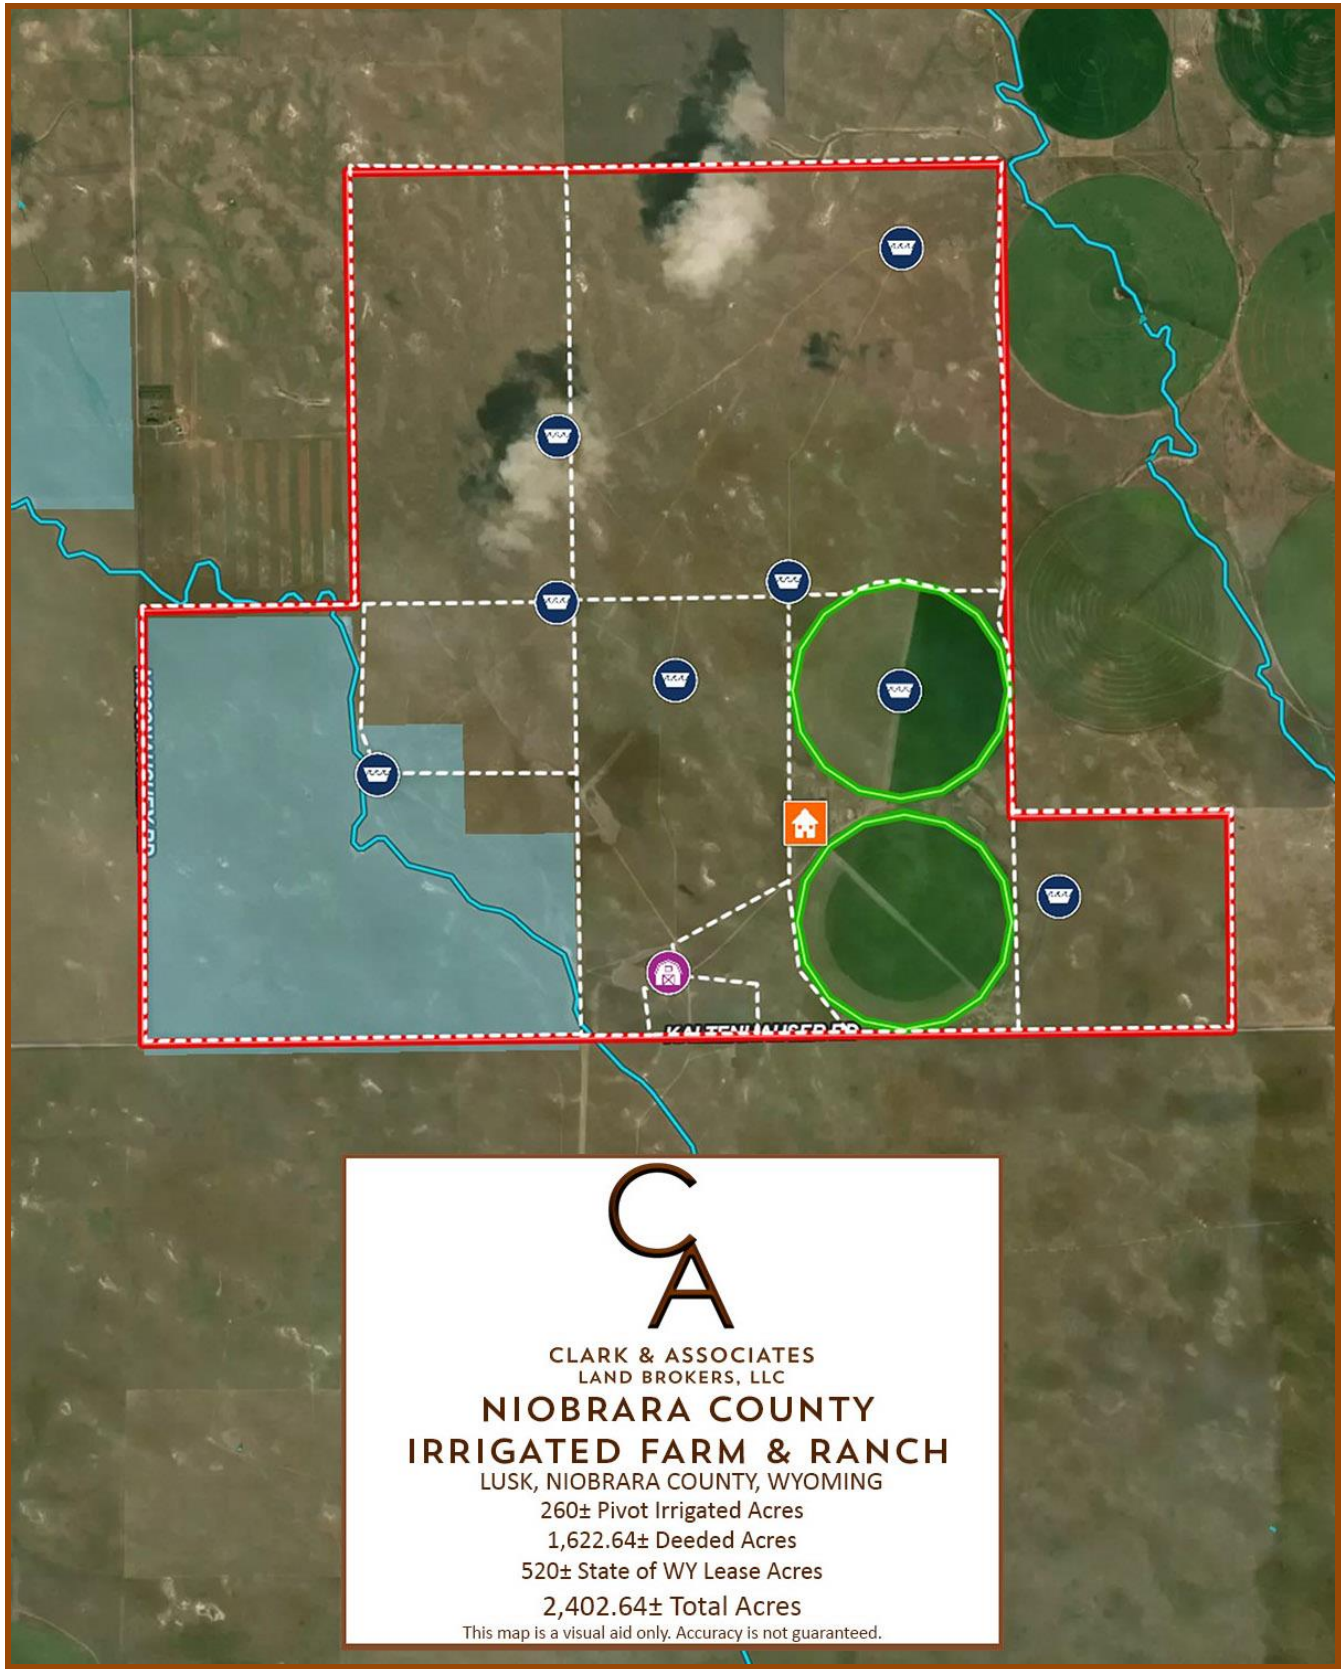 KALTENHAUSER RD
C
A
CLARK & ASSOCIATES
LAND BROKERS, LLC
NIOBRARA COUNTY
IRRIGATED FARM & RANCH
LUSK, NIOBRARA COUNTY, WYOMING
260± Pivot Irrigated Acres
1,622.64± Deeded Acres
520± State of WY Lease Acres
2,402.64± Total Acres
This map is a visual aid only. Accuracy is not guaranteed.